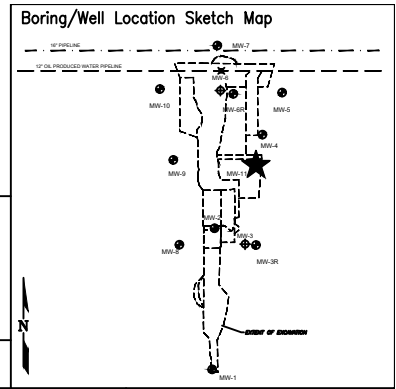 Boring/Well Location Sketch Map
MW-7
16" PIPELINE
12" OIL PRODUCED WATER PIPELINE
MW-6
MW-10
MW-6R
MW-5
MW-4
MW-9
MW-11
MW-2
MW-8
MW-3
MW-3R
N
EXTENT OF EXCAVATION
MW-1